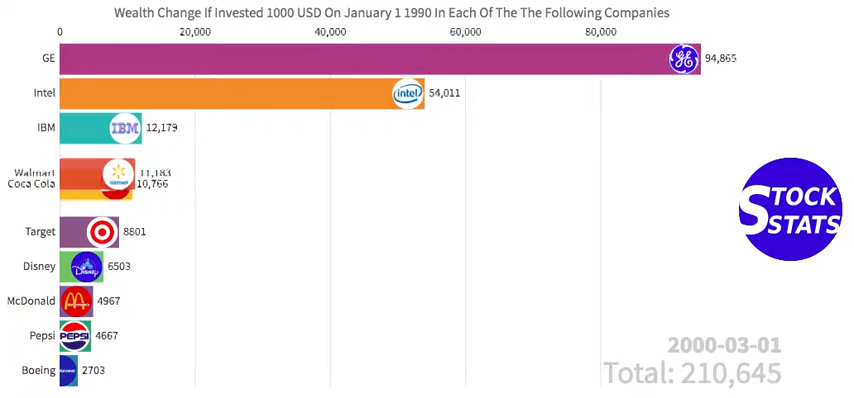 Wealth Change If Invested 1000 USD On January 1 1990 In Each Of The The Following Companies
0 20,000 40,000 60,000 80,000
GE 94,865
Intel intel 54,011
IBM IBM 12,179
Walmart 11,183
Coca Cola 10,766
Target 8801
Disney Disney 6503
McDonald 4967
Pepsi PEPSI 4667
Boeing 2703
STOCK
STATS
2000-03-01
Total: 210,645